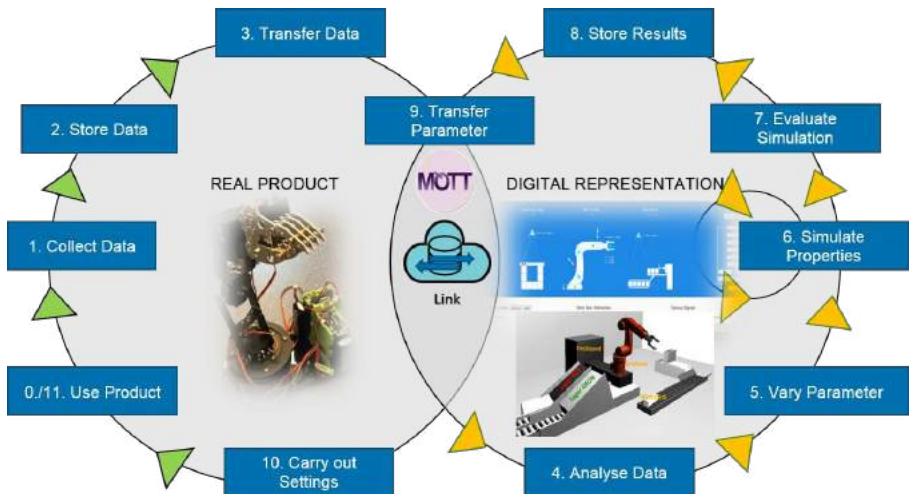 3. Transfer Data
8. Store Results
2. Store Data
9. Transfer
Parameter
7. Evaluate
Simulation
REAL PRODUCT
MOTT
DIGITAL REPRESENTATION
1. Collect Data
6. Simulate
Properties
Link
0./11. Use Product
5. Vary Parameter
10. Carry out
Settings
4. Analyse Data